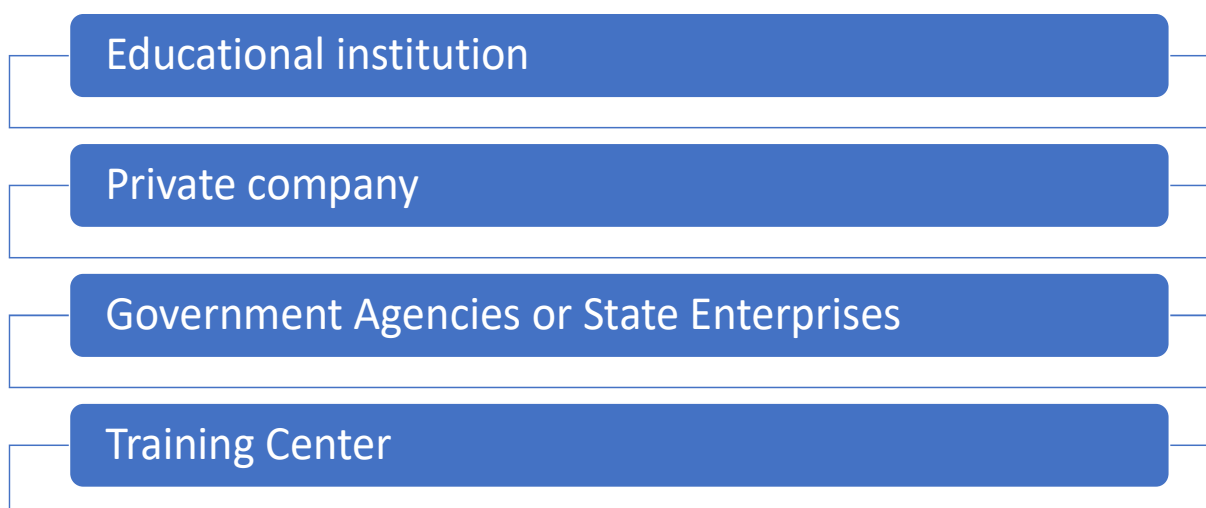 Educational institution
Private company
Government Agencies or State Enterprises
Training Center